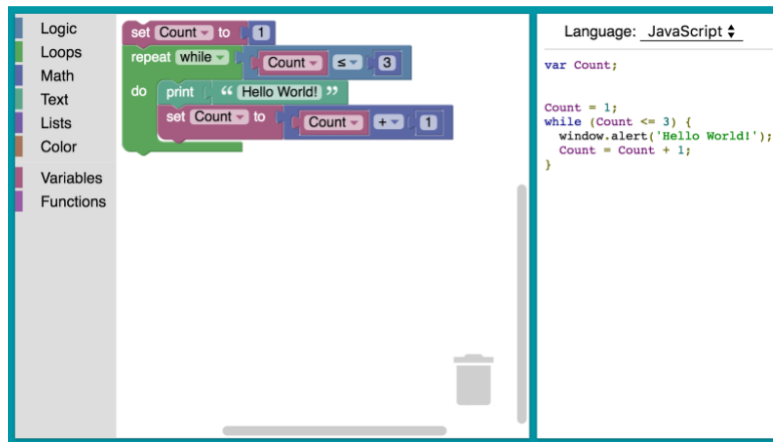 Logic
Loops
Math
Text
Lists
Color
Variables
Functions
set Count to 1
repeat while Count ≤ 3
do print “ Hello World! ”
set Count to Count + 1
Language: JavaScript
var Count;
Count = 1;
while (Count <= 3) {
window.alert('Hello World!');
Count = Count + 1;
}